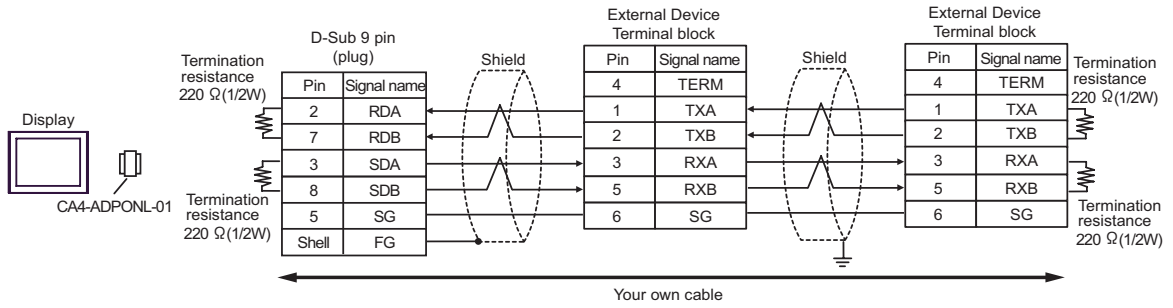 Display
CA4-ADPONL-01
Termination
resistance
220 Ω(1/2W)
Termination
resistance
220 Ω(1/2W)
D-Sub 9 pin
(plug)
Pin Signal name
2 RDA
7 RDB
3 SDA
8 SDB
5 SG
Shell FG
Shield
External Device
Terminal block
Pin Signal name
4 TERM
1 TXA
2 TXB
3 RXA
5 RXB
6 SG
Shield
External Device
Terminal block
Pin Signal name
4 TERM
1 TXA
2 TXB
3 RXA
5 RXB
6 SG
Termination
resistance
220 Ω(1/2W)
Termination
resistance
220 Ω(1/2W)
Your own cable